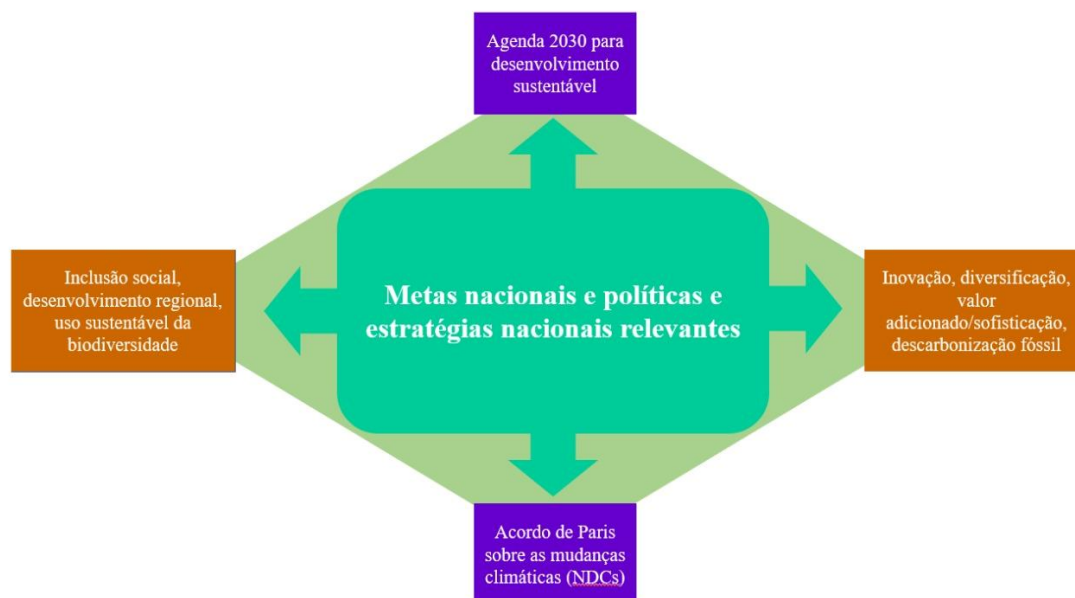 Agenda 2030 para
desenvolvimento
sustentável
Inclusão social,
desenvolvimento regional,
uso sustentável da
biodiversidade
Metas nacionais e políticas e
estratégias nacionais relevantes
Inovação, diversificação,
valor
adicionado/sofisticação,
descarbonização fóssil
Acordo de Paris
sobre as mudanças
climáticas (NDCs)